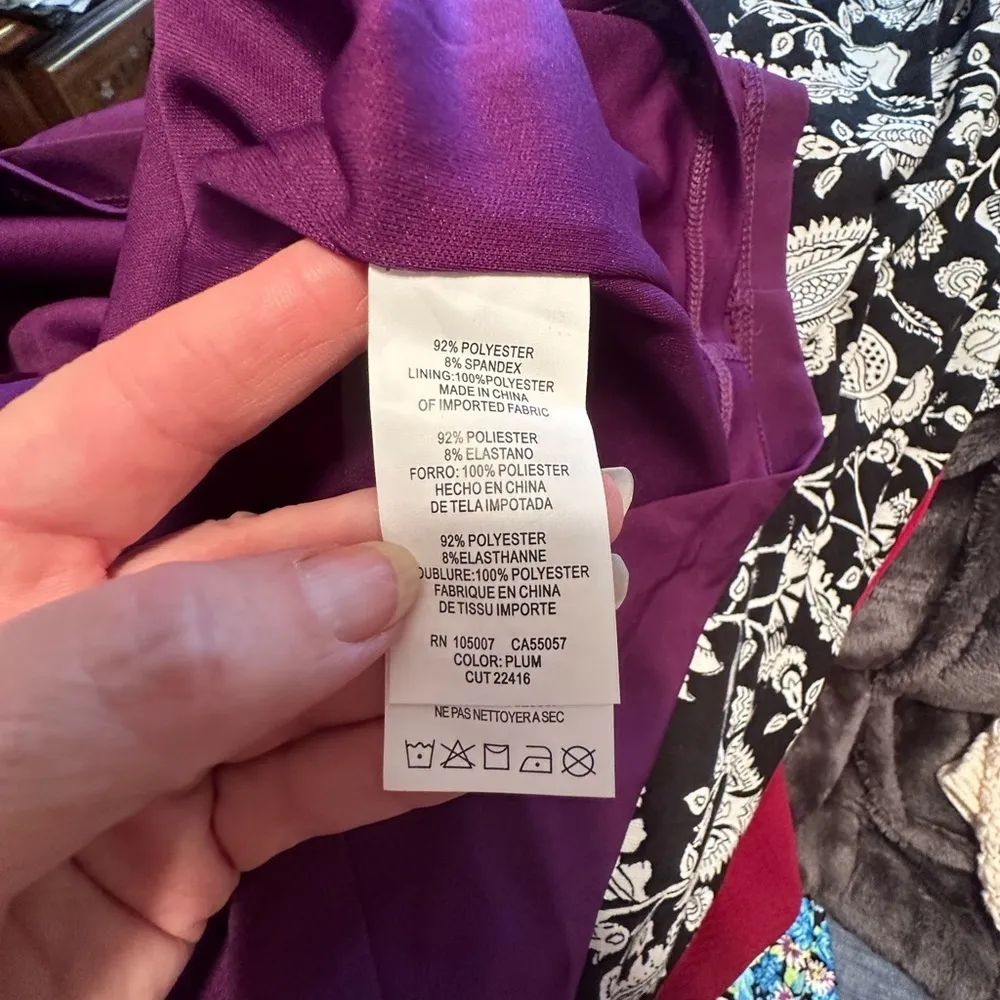 92% POLYESTER
8% SPANDEX
LINING:100%POLYESTER
MADE IN CHINA
OF IMPORTED FABRIC
92% POLIESTER
8% ELASTANO
FORRO: 100% POLIESTER
HECHO EN CHINA
DE TELA IMPOTADA
92% POLYESTER
8%ELASTHANNE
OUBLURE:100% POLYESTER
FABRIQUE EN CHINA
DE TISSU IMPORTE
RN 105007 CA55057
COLOR: PLUM
CUT 22416
NE PAS NETTOYER A SEC